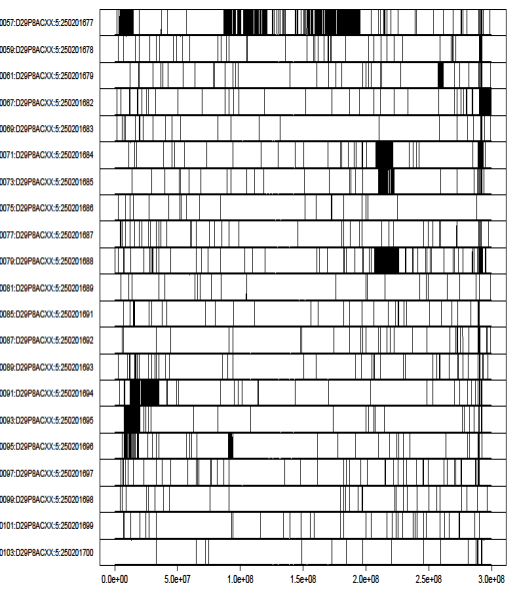 0057:D29P8ACXX:5:250201677
0059:D29P8ACXX:5:250201678
0061:D29P8ACXX:5:250201679
0067:D29P8ACXX:5:250201682
0069:D29P8ACXX:5:250201683
0071:D29P8ACXX:5:250201684
0073:D29P8ACXX:5:250201685
0075:D29P8ACXX:5:250201686
0077:D29P8ACXX:5:250201687
0079:D29P8ACXX:5:250201688
0081:D29P8ACXX:5:250201689
0085:D29P8ACXX:5:250201691
0087:D29P8ACXX:5:250201692
0089:D29P8ACXX:5:250201693
0091:D29P8ACXX:5:250201694
0093:D29P8ACXX:5:250201695
0095:D29P8ACXX:5:250201696
0097:D29P8ACXX:5:250201697
0099:D29P8ACXX:5:250201698
0101:D29P8ACXX:5:250201699
0103:D29P8ACXX:5:250201700
0.0e+00 5.0e+07 1.0e+08 1.5e+08 2.0e+08 2.5e+08 3.0e+08